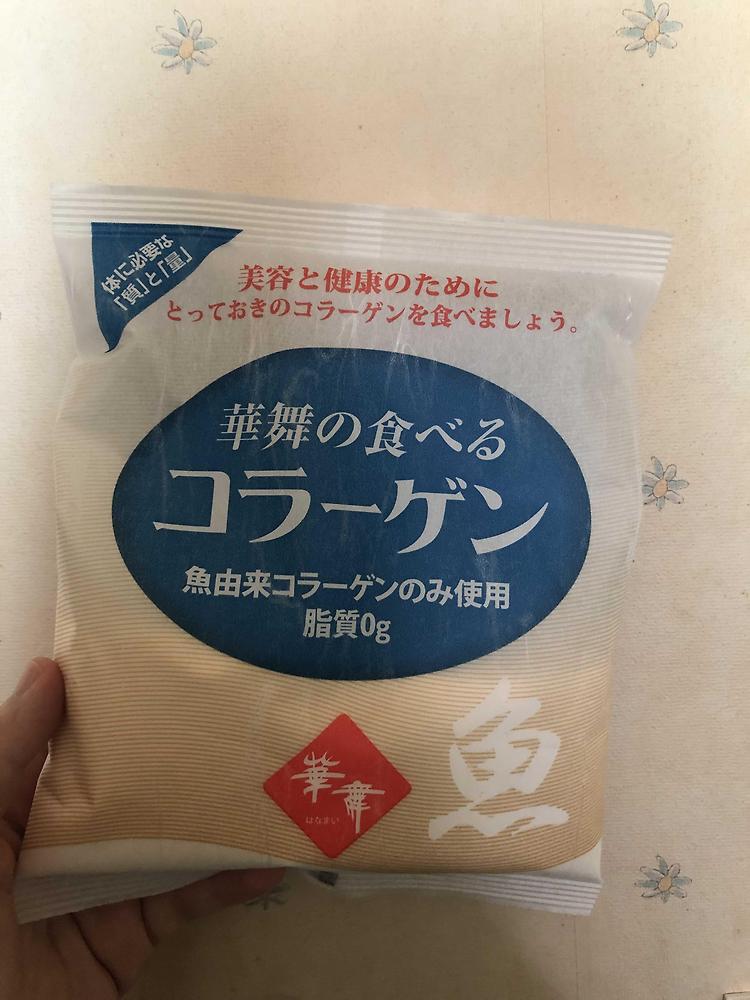 体に必要な
「質」と「量」
美容と健康のために
とっておきのコラーゲンを食べましょう。
華舞の食べる
コラーゲン
魚由来コラーゲンのみ使用
脂質0g
華舞
はなまい
魚